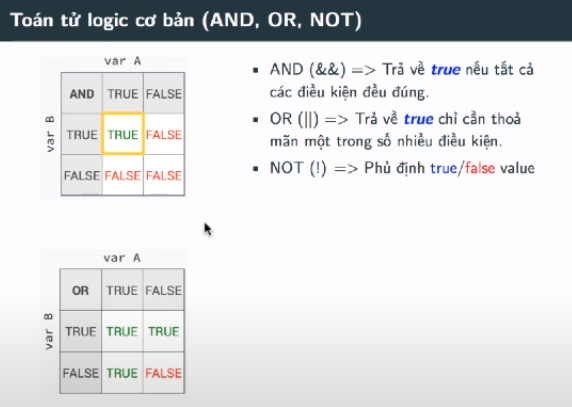 Toán tử logic cơ bản (AND, OR, NOT)
var A
AND TRUE FALSE
var B
TRUE TRUE FALSE
FALSE FALSE FALSE
▪ AND (&&) => Trả về true nếu tất cả
các điều kiện đều đúng.
▪ OR (||) => Trả về true chỉ cần thoả
mãn một trong số nhiều điều kiện.
▪ NOT (!) => Phủ định true/false value
var A
OR TRUE FALSE
var B
TRUE TRUE TRUE
FALSE TRUE FALSE